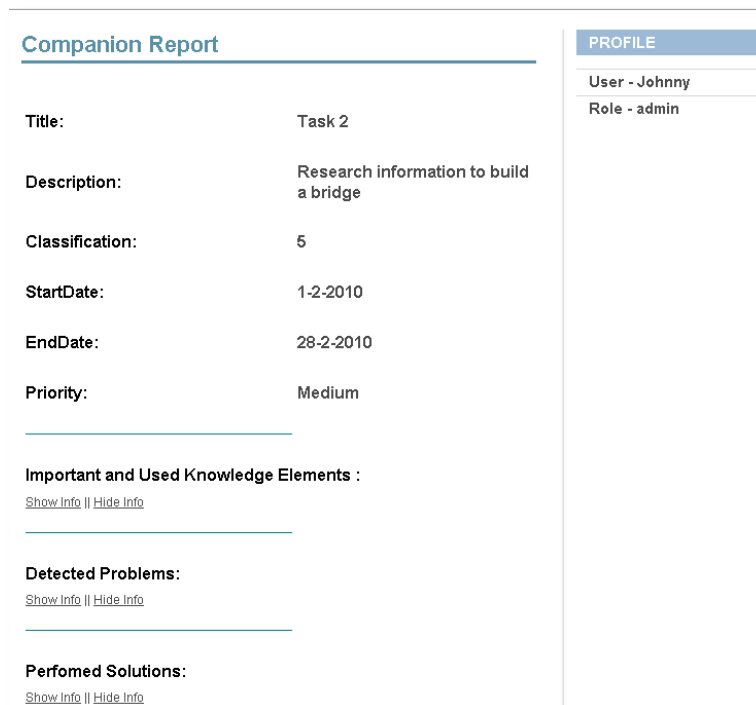 Companion Report
Title: Task 2
Description: Research information to build
a bridge
Classification: 5
StartDate: 1-2-2010
EndDate: 28-2-2010
Priority: Medium
Important and Used Knowledge Elements :
Show Info || Hide Info
Detected Problems:
Show Info || Hide Info
Perfomed Solutions:
Show Info || Hide Info
PROFILE
User - Johnny
Role - admin